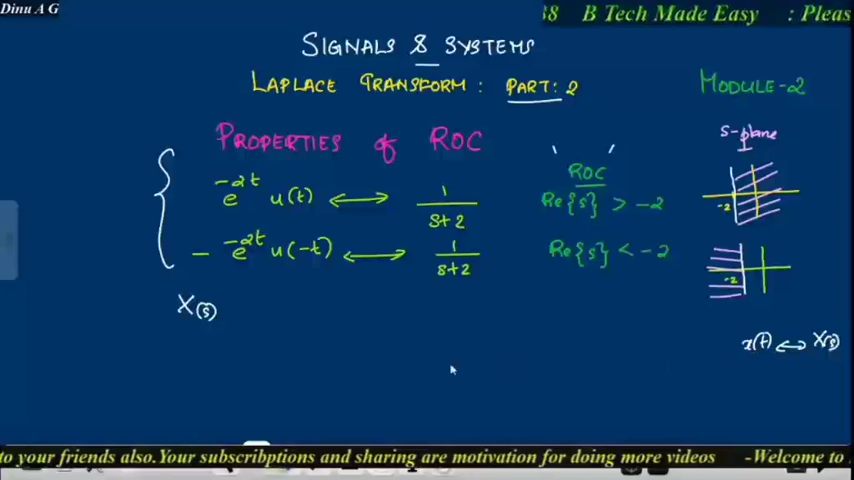 Dinu A G
38 B Tech Made Easy : Pleas
SIGNALS & SYSTEMS
LAPLACE TRANSFORM : PART: 2
MODULE-2
PROPERTIES of ROC
s-plane
ROC
e^-2t u(t) ⟷ 1/(s+2) Re{s} > -2
-2
- e^-2t u(-t) ⟷ 1/(s+2) Re{s} < -2
-2
X(s)
x(t) ⟷ X(s)
to your friends also.Your subscribptions and sharing are motivation for doing more videos -Welcome to